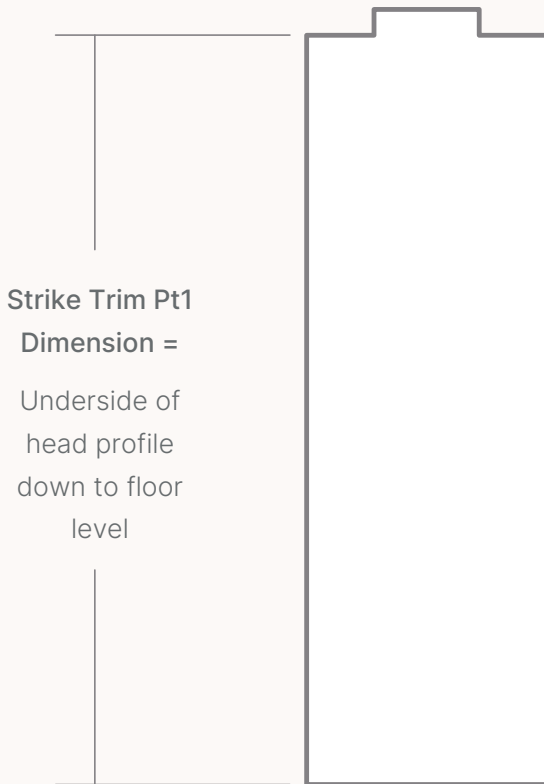 Strike Trim Pt1
Dimension =
Underside of
head profile
down to floor
level